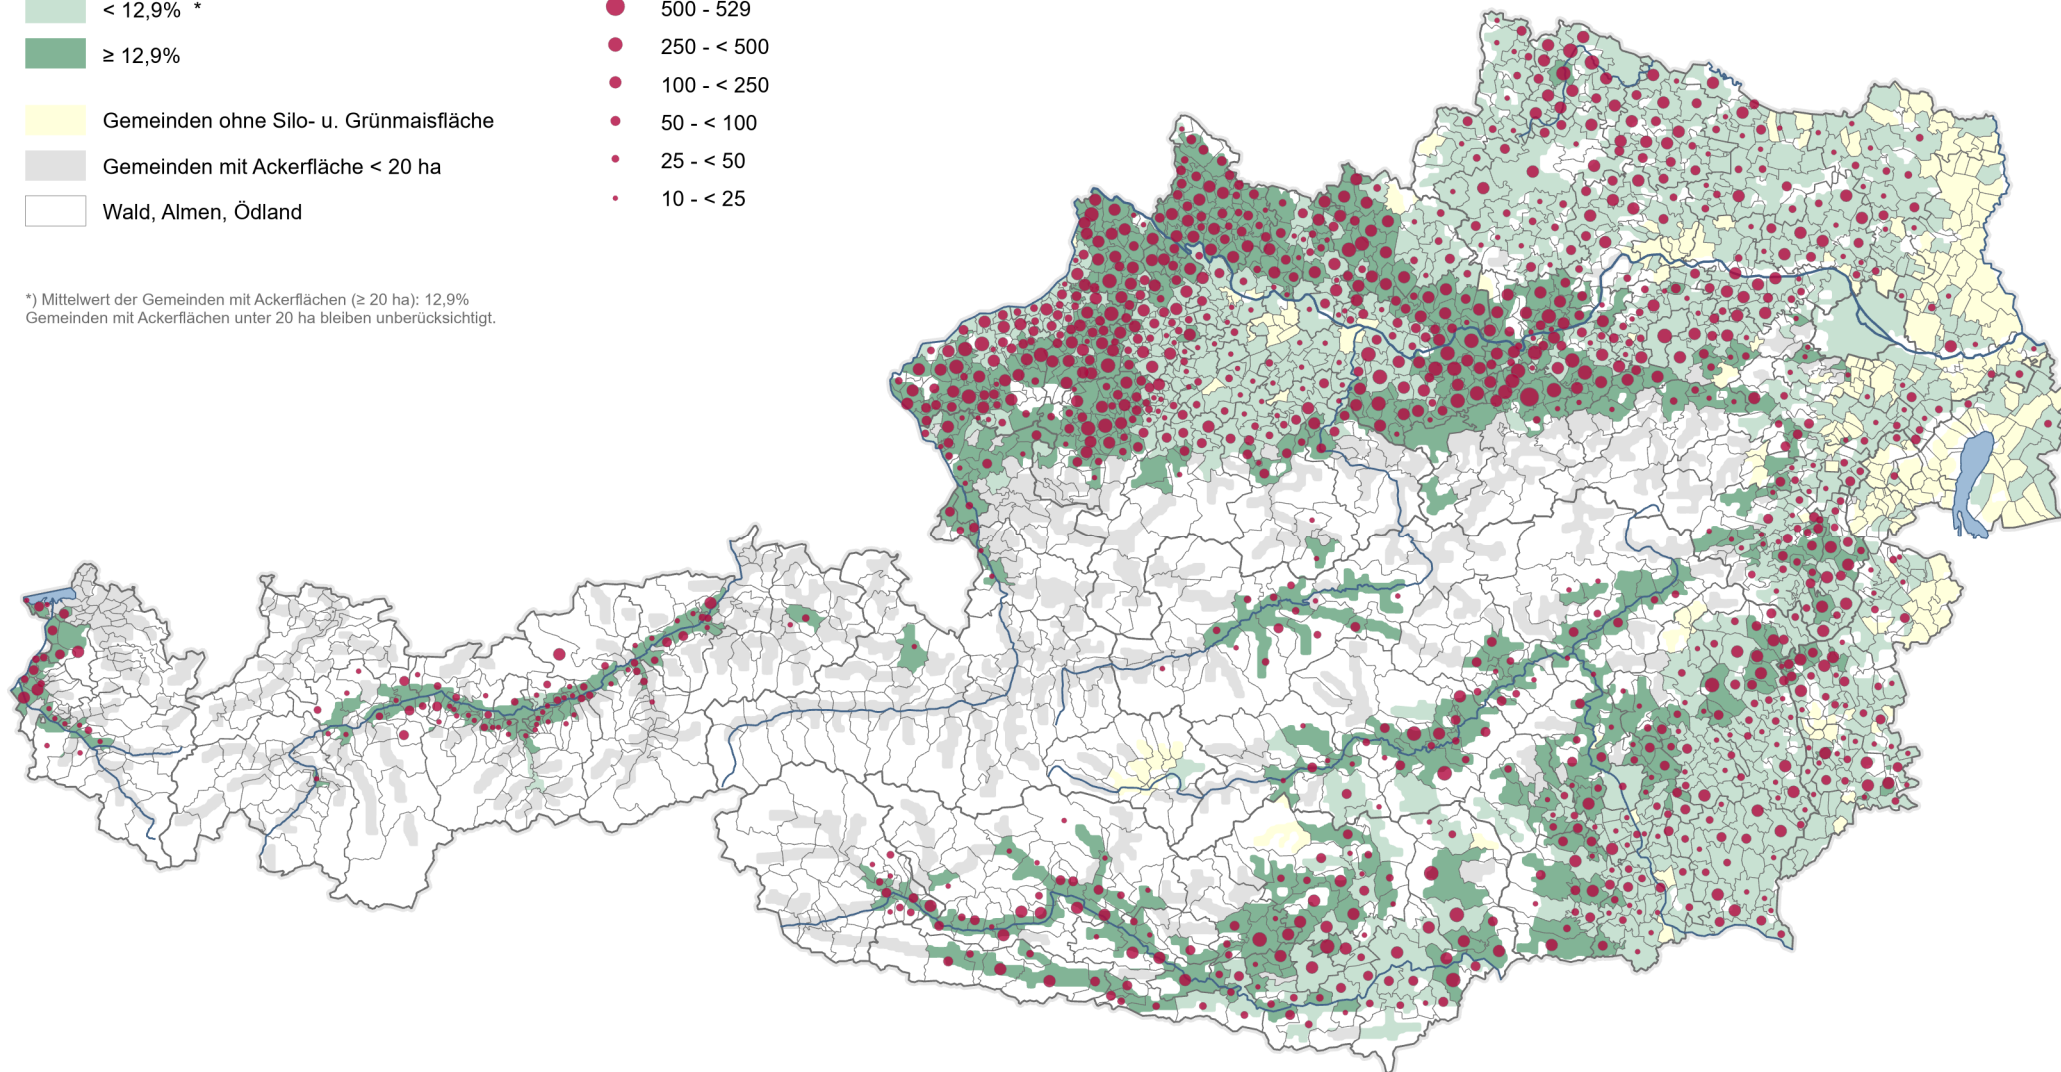 < 12,9% *
≥ 12,9%
Gemeinden ohne Silo- u. Grünmaisfläche
Gemeinden mit Ackerfläche < 20 ha
Wald, Almen, Ödland
500 - 529
250 - < 500
100 - < 250
50 - < 100
25 - < 50
10 - < 25
*) Mittelwert der Gemeinden mit Ackerflächen (≥ 20 ha): 12,9%
Gemeinden mit Ackerflächen unter 20 ha bleiben unberücksichtigt.